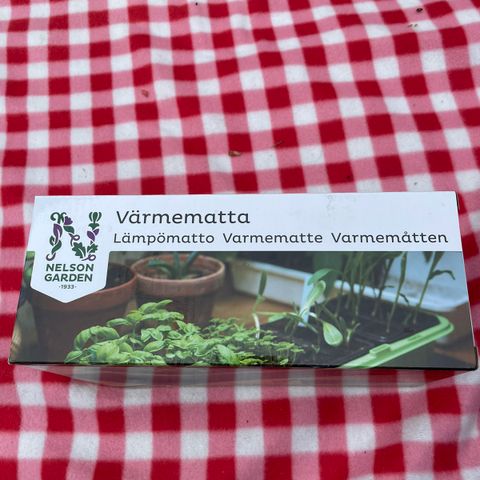 Värmematta
Lämpömatto Varmematte Varmemåtten
NELSON
GARDEN
·1933·